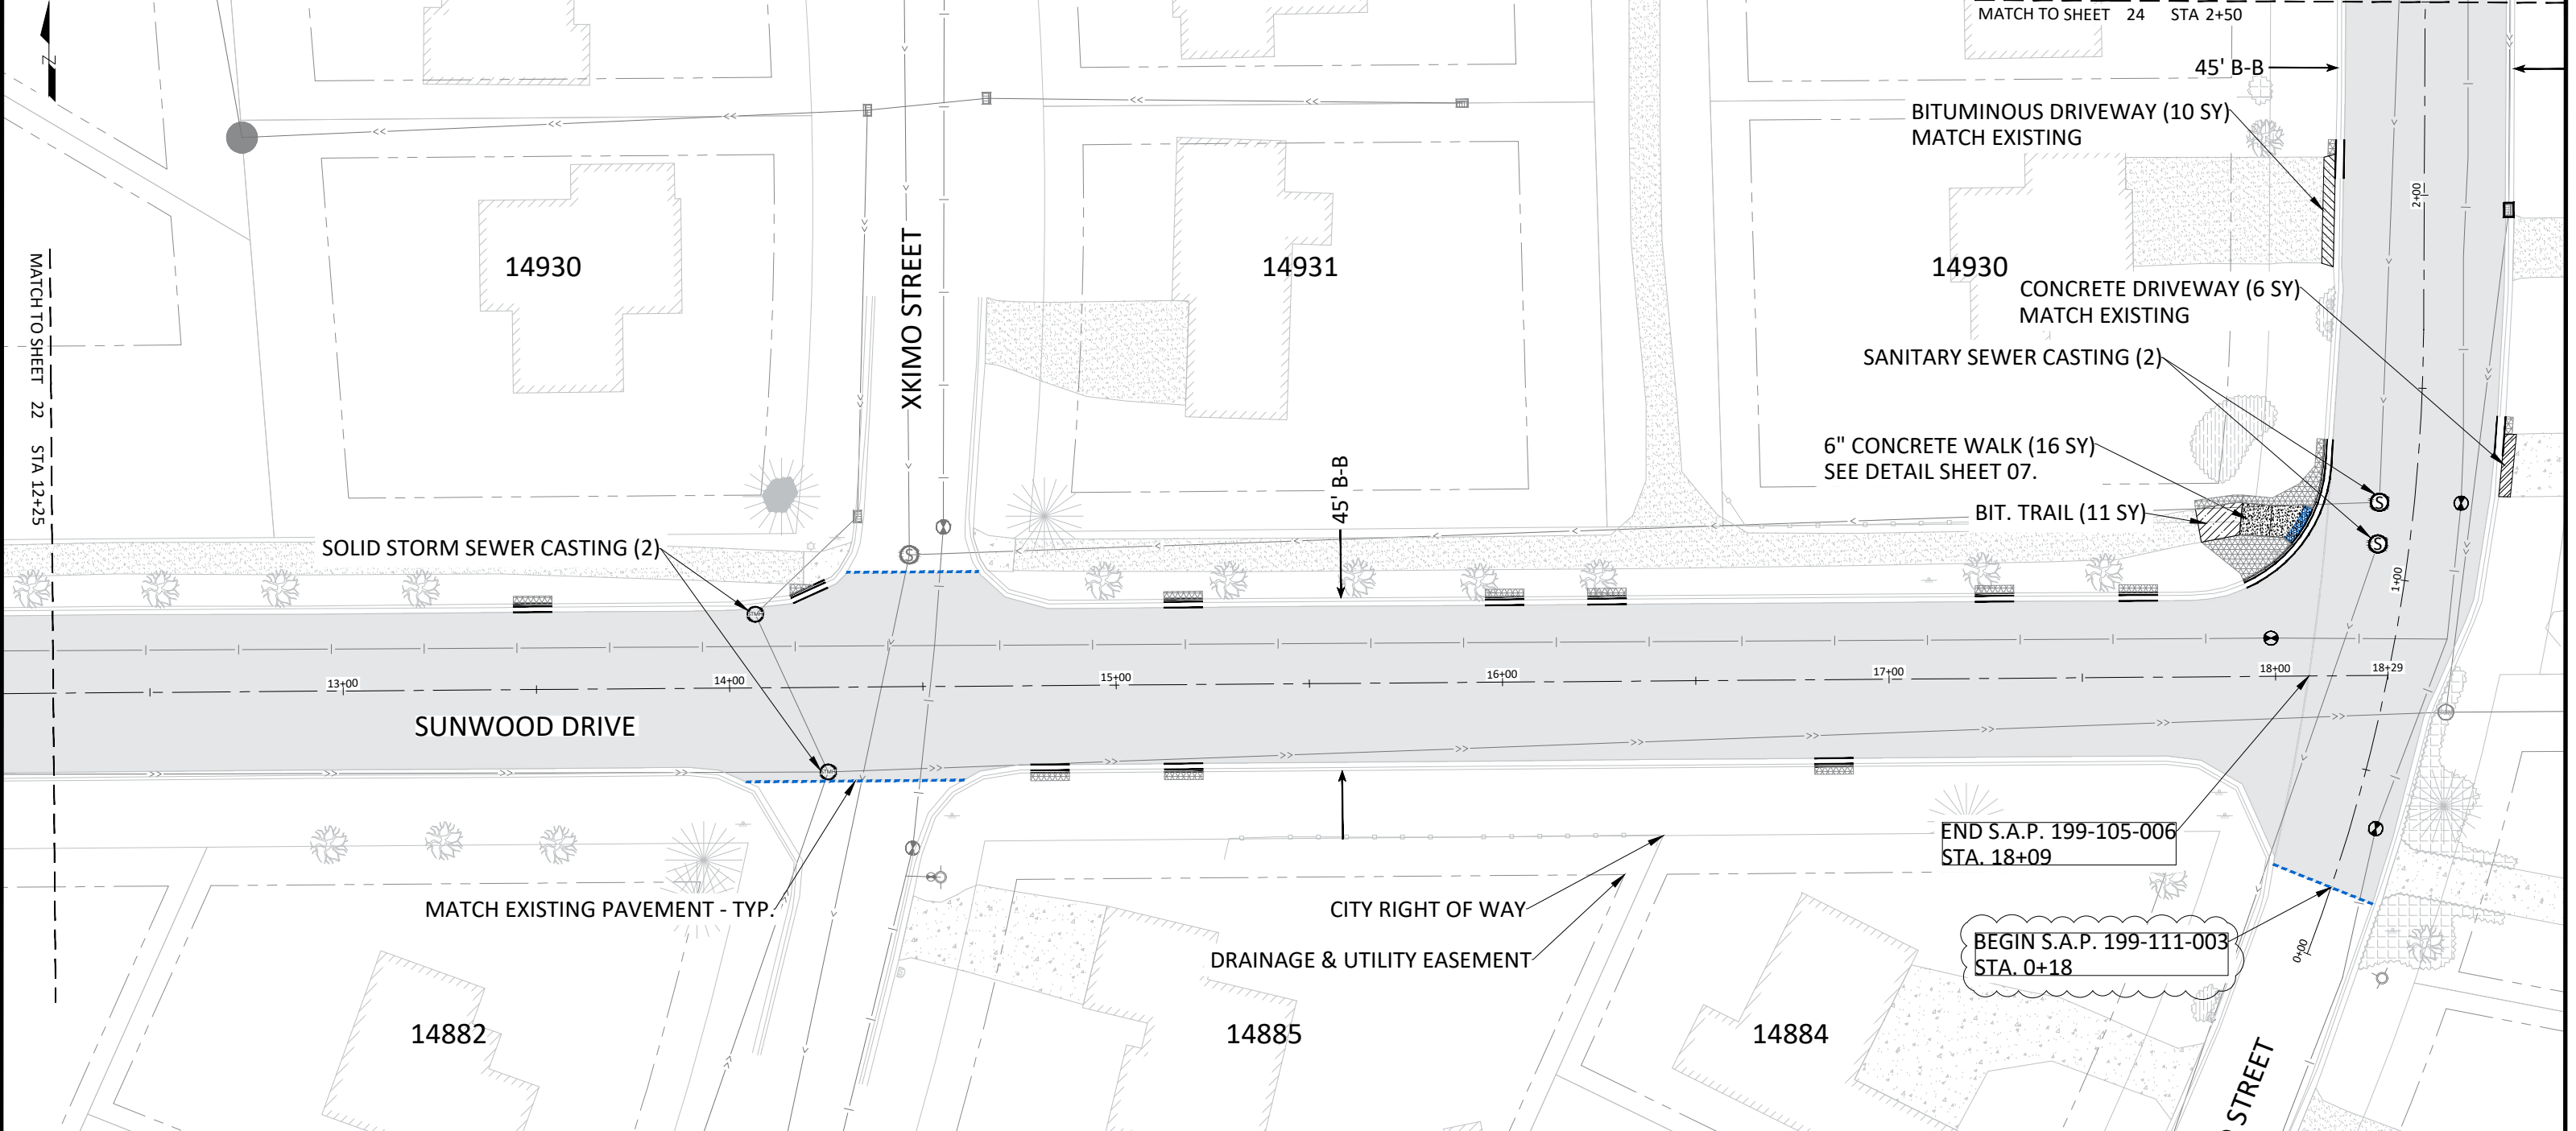 MATCH TO SHEET 24 STA 2+50
45' B-B
BITUMINOUS DRIVEWAY (10 SY)
MATCH EXISTING
2+00
14930
14931
14930
XKIMO STREET
MATCH TO SHEET 22 STA 12+25
CONCRETE DRIVEWAY (6 SY)
MATCH EXISTING
SANITARY SEWER CASTING (2)
6" CONCRETE WALK (16 SY)
SEE DETAIL SHEET 07.
45' B-B
BIT. TRAIL (11 SY)
S
S
S
SOLID STORM SEWER CASTING (2)
1+00
13+00
14+00
15+00
16+00
17+00
18+00
18+29
SUNWOOD DRIVE
END S.A.P. 199-105-006
STA. 18+09
MATCH EXISTING PAVEMENT - TYP.
CITY RIGHT OF WAY
DRAINAGE & UTILITY EASEMENT
BEGIN S.A.P. 199-111-003
STA. 0+18
0+00
14882
14885
14884
STREET
Z